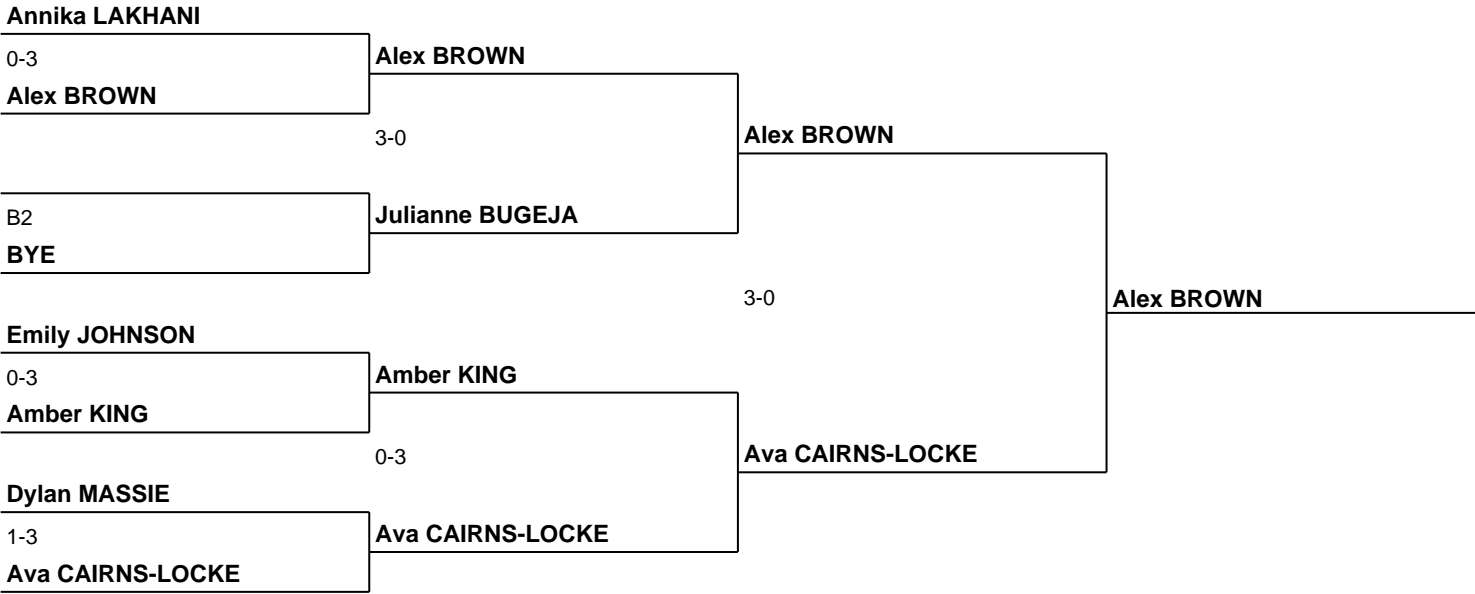 Annika LAKHANI
0-3
Alex BROWN
Alex BROWN
3-0
Alex BROWN
B2
BYE
Julianne BUGEJA
3-0
Alex BROWN
Emily JOHNSON
0-3
Amber KING
Amber KING
0-3
Ava CAIRNS-LOCKE
Dylan MASSIE
1-3
Ava CAIRNS-LOCKE
Ava CAIRNS-LOCKE